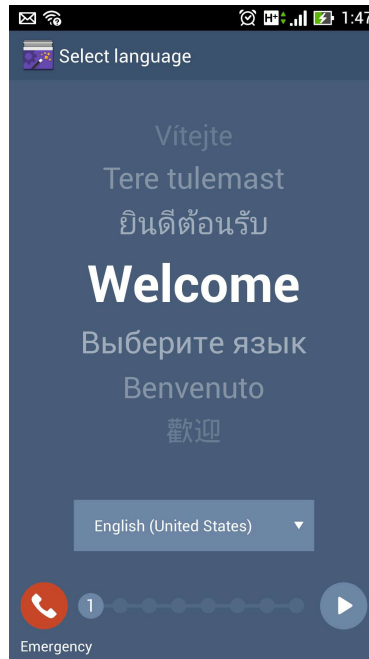 H+ 1:47
Select language
Vítejte
Tere tulemast
ยินดีต้อนรับ
Welcome
Выберите язык
Benvenuto
歡迎
English (United States)
1
Emergency